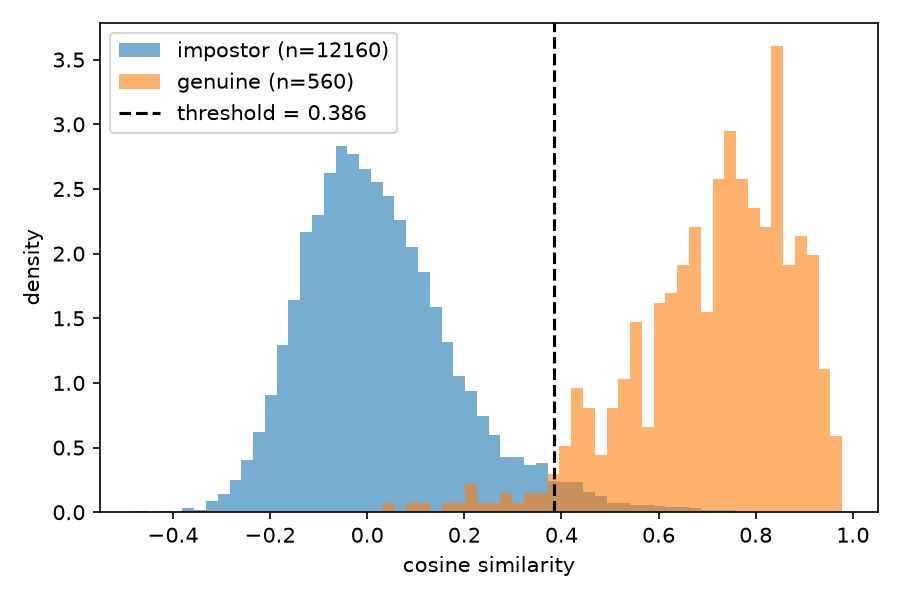 impostor (n=12160)
genuine (n=560)
threshold = 0.386
density
3.5
3.0
2.5
2.0
1.5
1.0
0.5
0.0
−0.4 −0.2 0.0 0.2 0.4 0.6 0.8 1.0
cosine similarity